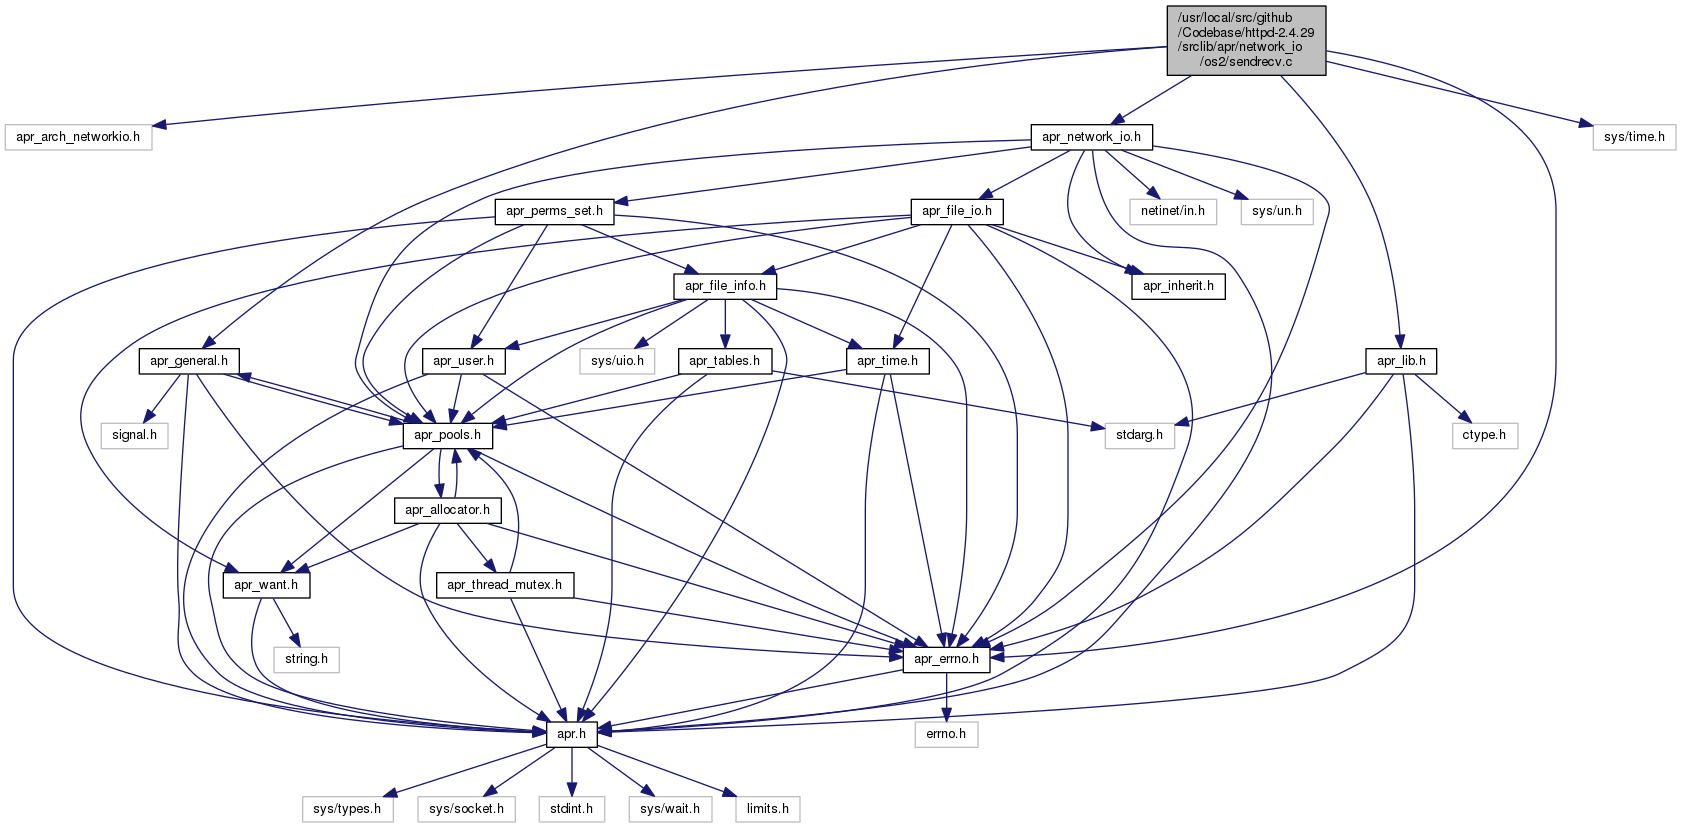 /usr/local/src/github
/Codebase/httpd-2.4.29
/srclib/apr/network_io
/os2/sendrecv.c
apr_arch_networkio.h
apr_network_io.h
sys/time.h
apr_perms_set.h
apr_file_io.h
netinet/in.h
sys/un.h
apr_file_info.h
apr_inherit.h
apr_general.h
apr_user.h
sys/uio.h
apr_tables.h
apr_time.h
apr_lib.h
signal.h
apr_pools.h
stdarg.h
ctype.h
apr_allocator.h
apr_want.h
apr_thread_mutex.h
string.h
apr_errno.h
apr.h
errno.h
sys/types.h
sys/socket.h
stdint.h
sys/wait.h
limits.h